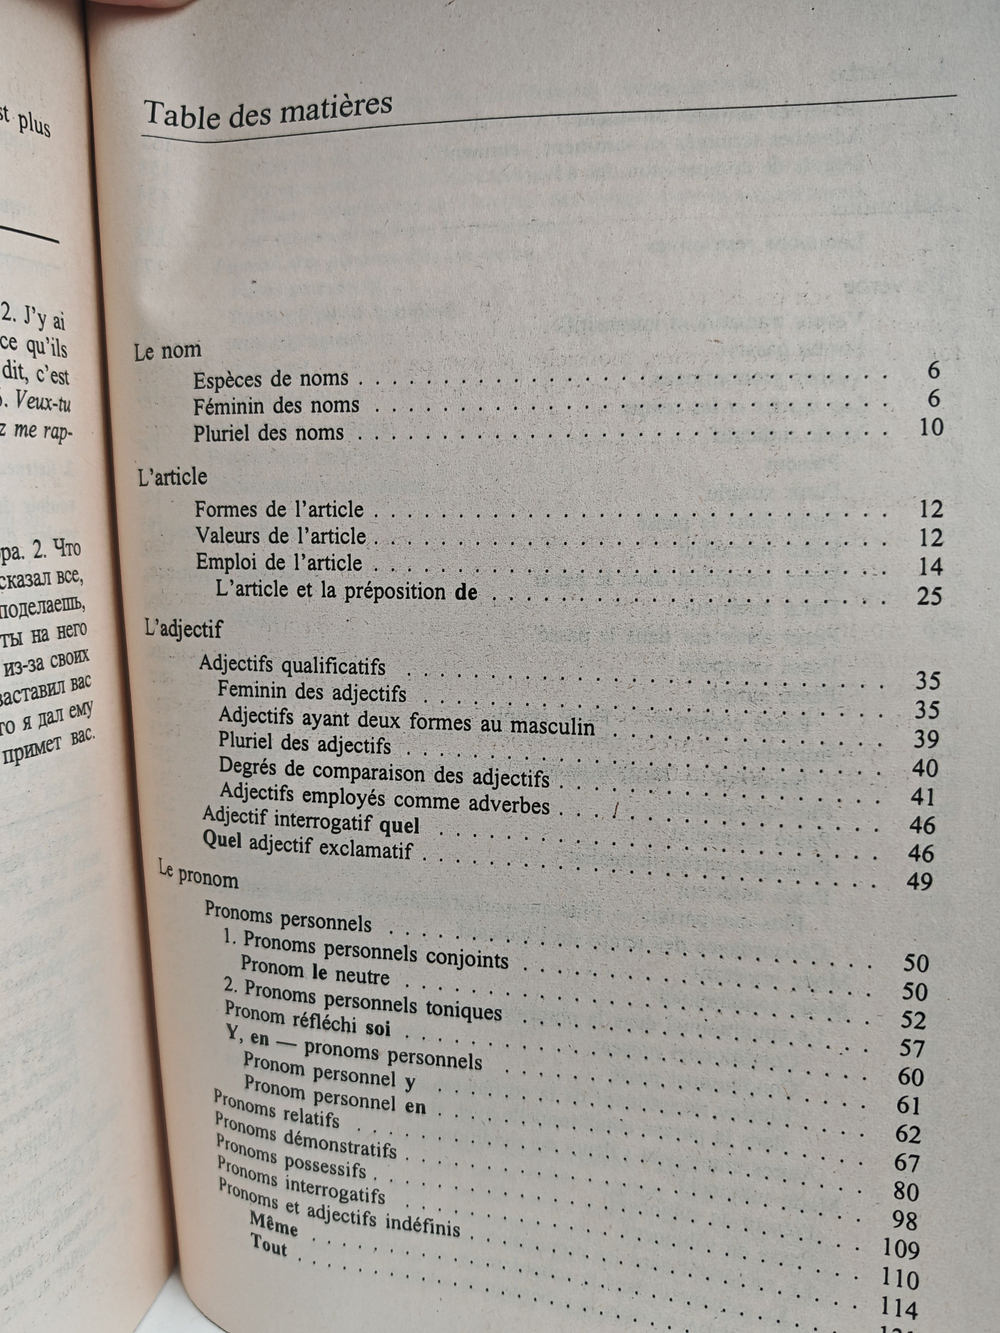 st plus
2. J'y ai
ce qu'ils
dit, c'est
Veux-tu
me rap-
2. Что
сказал все,
поделаешь,
ты на него
из-за своих
заставил вас
я дал ему
примет вас.
Table des matières
Le nom
Espèces de noms . . . . . . . . . . . . . . . . . . . . 6
Féminin des noms . . . . . . . . . . . . . . . . . . . . 6
Pluriel des noms . . . . . . . . . . . . . . . . . . . . 10
L'article
Formes de l'article . . . . . . . . . . . . . . . . . . . . 12
Valeurs de l'article . . . . . . . . . . . . . . . . . . . . 12
Emploi de l'article . . . . . . . . . . . . . . . . . . . . 14
L'article et la préposition de . . . . . . . . . . . . . . . . 25
L'adjectif
Adjectifs qualificatifs . . . . . . . . . . . . . . . . . . . 35
Feminin des adjectifs . . . . . . . . . . . . . . . . . . . 35
Adjectifs ayant deux formes au masculin . . . . . . . . . . . 39
Pluriel des adjectifs . . . . . . . . . . . . . . . . . . . 40
Degrés de comparaison des adjectifs . . . . . . . . . . . . . 41
Adjectifs employés comme adverbes . . . . . . . . . . . . . 46
Adjectif interrogatif quel . . . . . . . . . . . . . . . . . 46
Quel adjectif exclamatif . . . . . . . . . . . . . . . . . . 49
Le pronom
Pronoms personnels . . . . . . . . . . . . . . . . . . . 50
1. Pronoms personnels conjoints . . . . . . . . . . . . . . 50
Pronom le neutre . . . . . . . . . . . . . . . . . . . 52
2. Pronoms personnels toniques . . . . . . . . . . . . . . 57
Pronom réfléchi soi . . . . . . . . . . . . . . . . . . 60
Y, en — pronoms personnels . . . . . . . . . . . . . . . 61
Pronom personnel y . . . . . . . . . . . . . . . . . . 62
Pronom personnel en . . . . . . . . . . . . . . . . . . 67
Pronoms relatifs . . . . . . . . . . . . . . . . . . . . 80
Pronoms démonstratifs . . . . . . . . . . . . . . . . . . 98
Pronoms possessifs . . . . . . . . . . . . . . . . . . . 109
Pronoms interrogatifs . . . . . . . . . . . . . . . . . . 110
Pronoms et adjectifs indéfinis . . . . . . . . . . . . . . . 114
Même . . . . . . . . . . . . . . . . . . . .
Tout . . . . . . . . . . . . . . . . . . . .